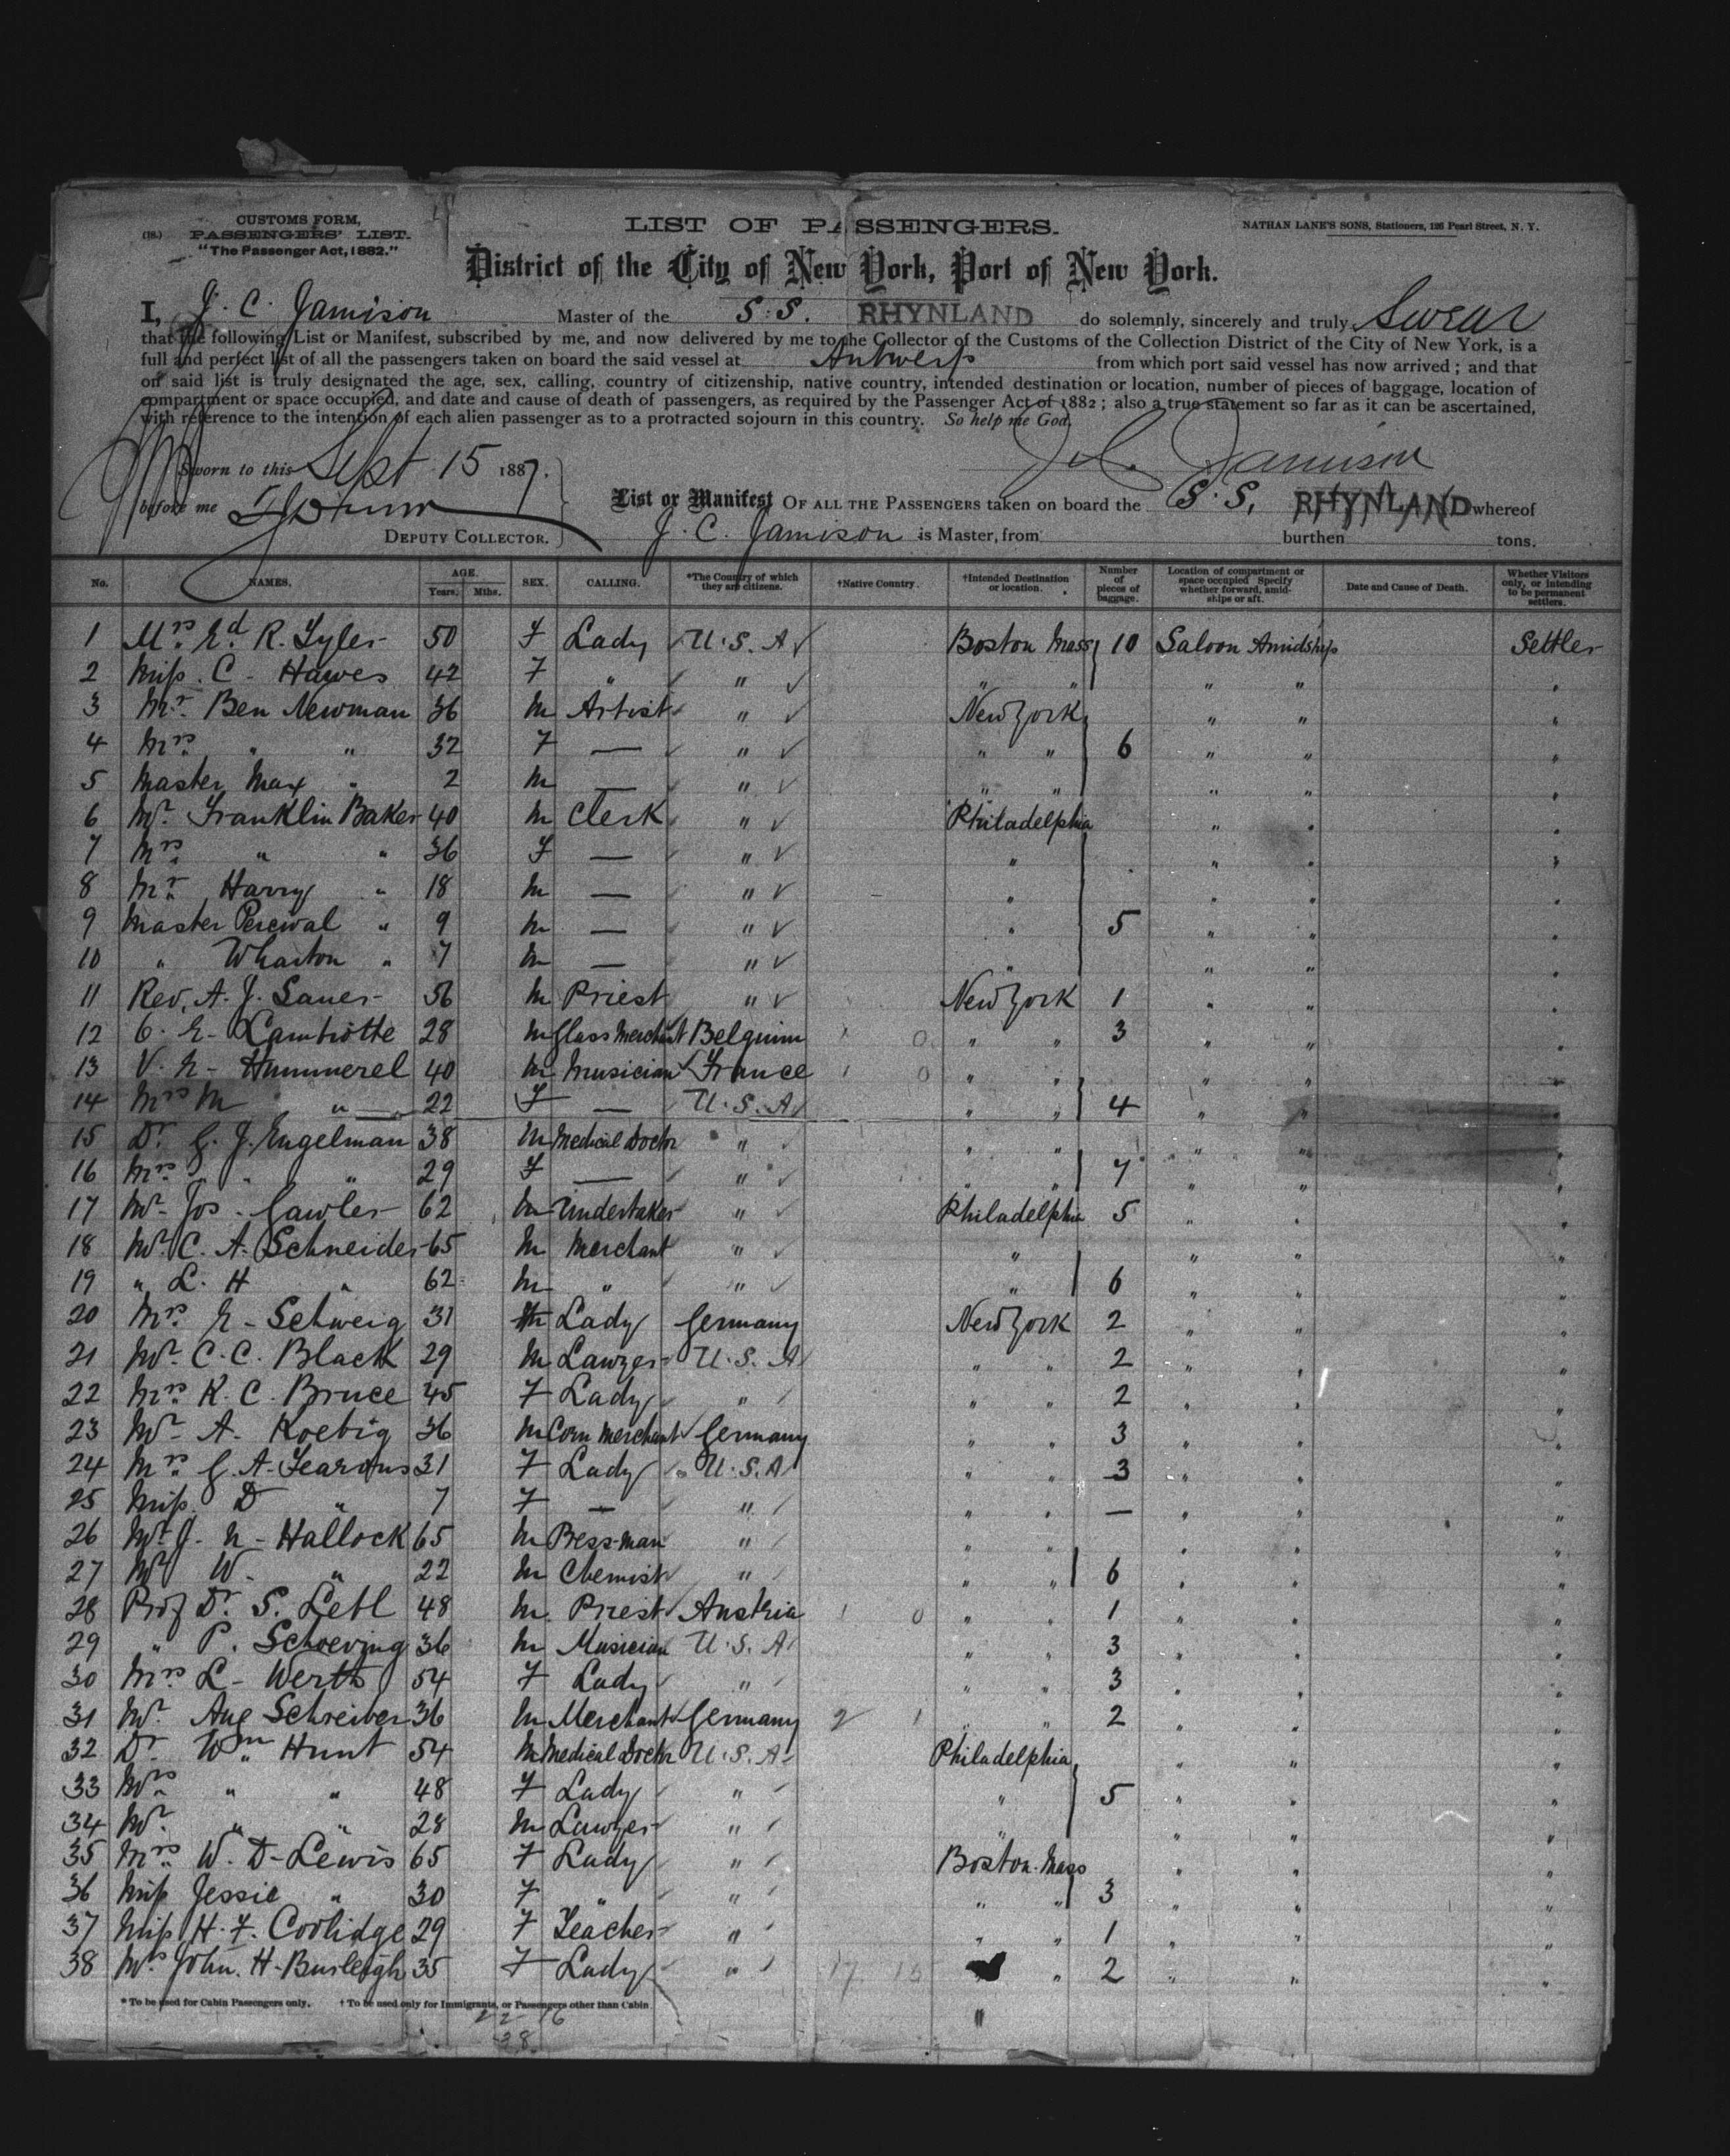 CUSTOMS FORM,
(18.) PASSENGERS' LIST.
"The Passenger Act, 1882."
LIST OF PASSENGERS.
NATHAN LANE'S SONS, Stationers, 126 Pearl Street, N. Y.
District of the City of New York, Port of New York.
I, J. C. Jamison Master of the S. S. RHYNLAND do solemnly, sincerely and truly Swear
that the following List or Manifest, subscribed by me, and now delivered by me to the Collector of the Customs of the Collection District of the City of New York, is a
full and perfect list of all the passengers taken on board the said vessel at Antwerp from which port said vessel has now arrived; and that
on said list is truly designated the age, sex, calling, country of citizenship, native country, intended destination or location, number of pieces of baggage, location of
compartment or space occupied, and date and cause of death of passengers, as required by the Passenger Act of 1882; also a true statement so far as it can be ascertained,
with reference to the intention of each alien passenger as to a protracted sojourn in this country. So help me God.
Sworn to this Sept 15 1887. J. C. Jamison
before me
List or Manifest OF ALL THE PASSENGERS taken on board the S. S. RHYNLAND whereof
DEPUTY COLLECTOR. J. C. Jamison is Master, from burthen tons.
No. NAMES. AGE. Years. Mths. SEX. CALLING. *The Country of which they are citizens. †Native Country. †Intended Destination or location. Number of pieces of baggage. Location of compartment or space occupied Specify whether forward, amidships or aft. Date and Cause of Death. Whether Visitors only, or intending to be permanent settlers.
1 Mrs. Ed. R. Tyler 50 F Lady U.S.A Boston Mass 10 Saloon Amidship Settler
2 Miss. C. Hawes 42 F " " " " " " "
3 Mr. Ben Newman 36 M Artist " New York " " "
4 Mrs. " " 32 F — " " " 6 " " "
5 Master Max " 2 M — " " " " " "
6 Mr. Franklin Baker 40 M Clerk " Philadelphia " " "
7 Mrs. " " 36 F — " " " " "
8 Mr. Harry " 18 M — " " " " "
9 Master Percival " 9 M — " " 5 " " "
10 " Wharton " 7 M — " " " " "
11 Rev. A. J. Sauer 56 M Priest " New York 1 " " "
12 C. E. Lambiotte 28 M Glass Merchant Belguim " " 3 " " "
13 V. N. Hummerel 40 M Musician France " " " " "
14 Mrs M " 22 F — U.S.A " " 4 " " "
15 Dr. G. J. Engelman 38 M Medical Doctr " " " " " "
16 Mrs. " " 29 F — " " " 7 " " "
17 Mr. Jos. Gawler 62 M Undertaker " Philadelphia 5 " " "
18 Mr. C. A. Schneider 65 M Merchant " " " " "
19 " L. H " 62 M " " " 6 " " "
20 Mrs. E. Schweig 31 Lady Germany New York 2 " " "
21 Mr. C. C. Black 29 M Lawyer U.S.A " " 2 " " "
22 Mrs. K. C. Bruce 45 F Lady " " " 2 " " "
23 Mr. A. Koebig 36 M Corn Merchant Germany " " 3 " " "
24 Mrs. G. A. Fearons 31 F Lady U.S.A " " 3 " " "
25 Miss. D " 7 F — " " " — " " "
26 Mr. J. N. Hallock 65 M Press-man " " " " " "
27 Mr W. " 22 M Chemist " " " 6 " " "
28 Prof Dr. S. 48 M Priest Austria " " 1 " " "
29 " P. Schoeving 36 M Musician U.S.A " " 3 " " "
30 Mrs. L. Werth 54 F Lady " " " 3 " " "
31 Mr. Aug Schreiber 36 M Merchant Germany " " 2 " " "
32 Dr. Wm Hunt 54 M Medical Doctr U.S.A Philadelphia " " "
33 Mrs. " " 48 F Lady " " 5 " " "
34 Mr. " " 28 M Lawyer " " " " "
35 Mrs. W. D. Lewis 65 F Lady " Boston Mass " " "
36 Miss Jessie " 30 F " " " " 3 " " "
37 Miss H. F. Coolidge 29 F Teacher " " " 1 " " "
38 Mrs. John. H. Burleigh 35 F Lady " " 2 " " "
* To be used for Cabin Passengers only. † To be used only for Immigrants, or Passengers other than Cabin
22 16 "
38